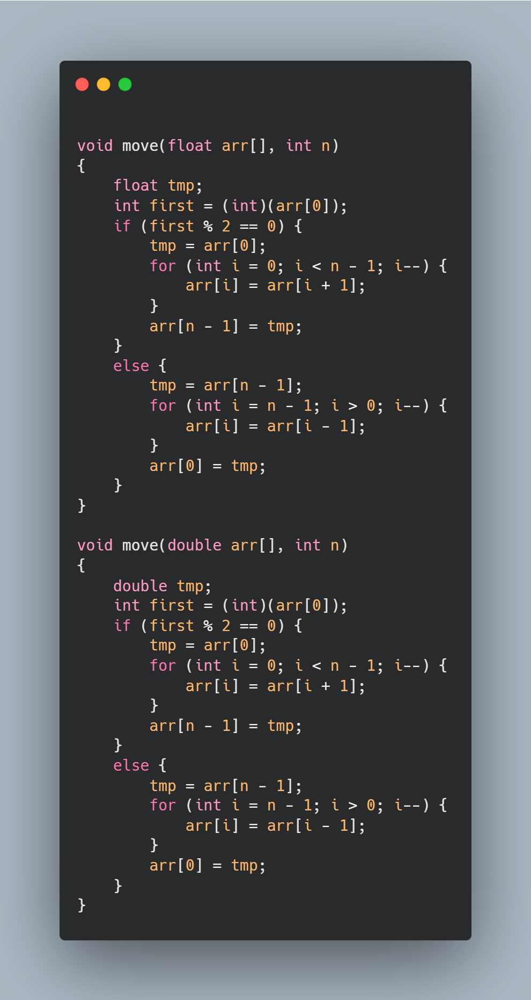 void move(float arr[], int n)
{
    float tmp;
    int first = (int)(arr[0]);
    if (first % 2 == 0) {
        tmp = arr[0];
        for (int i = 0; i < n - 1; i--) {
            arr[i] = arr[i + 1];
        }
        arr[n - 1] = tmp;
    }
    else {
        tmp = arr[n - 1];
        for (int i = n - 1; i > 0; i--) {
            arr[i] = arr[i - 1];
        }
        arr[0] = tmp;
    }
}

void move(double arr[], int n)
{
    double tmp;
    int first = (int)(arr[0]);
    if (first % 2 == 0) {
        tmp = arr[0];
        for (int i = 0; i < n - 1; i--) {
            arr[i] = arr[i + 1];
        }
        arr[n - 1] = tmp;
    }
    else {
        tmp = arr[n - 1];
        for (int i = n - 1; i > 0; i--) {
            arr[i] = arr[i - 1];
        }
        arr[0] = tmp;
    }
}